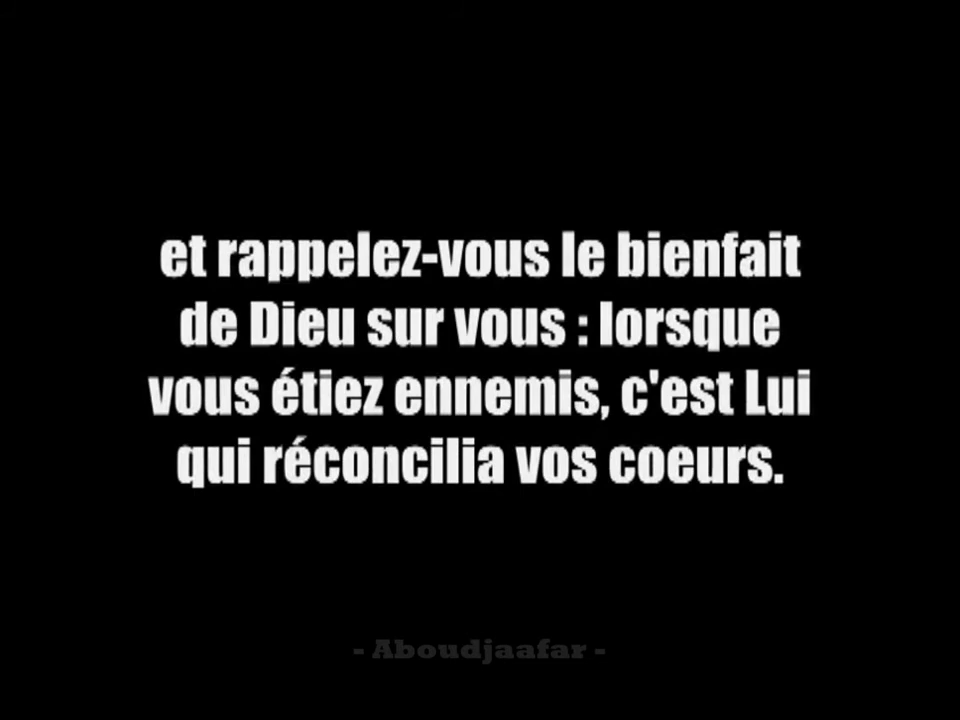 et rappelez-vous le bienfait
de Dieu sur vous : lorsque
vous étiez ennemis, c'est Lui
qui réconcilia vos coeurs.
- Aboudjaafar -